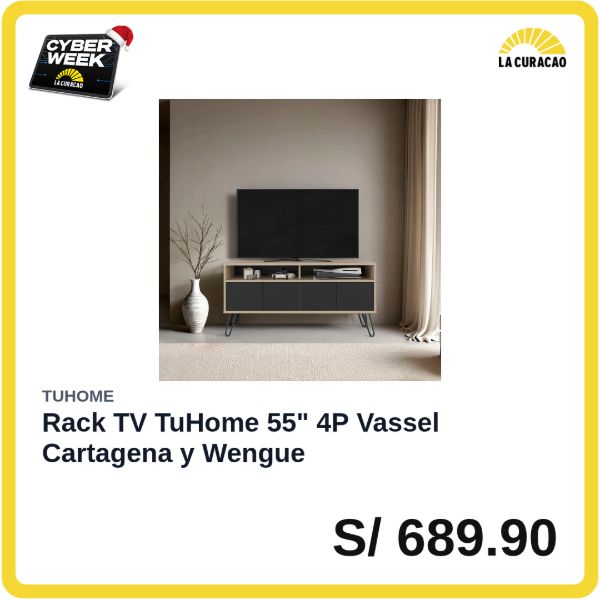 CYBER
WEEK
LA CURACAO
LA CURACAO
TUHOME
Rack TV TuHome 55" 4P Vassel
Cartagena y Wengue
S/ 689.90